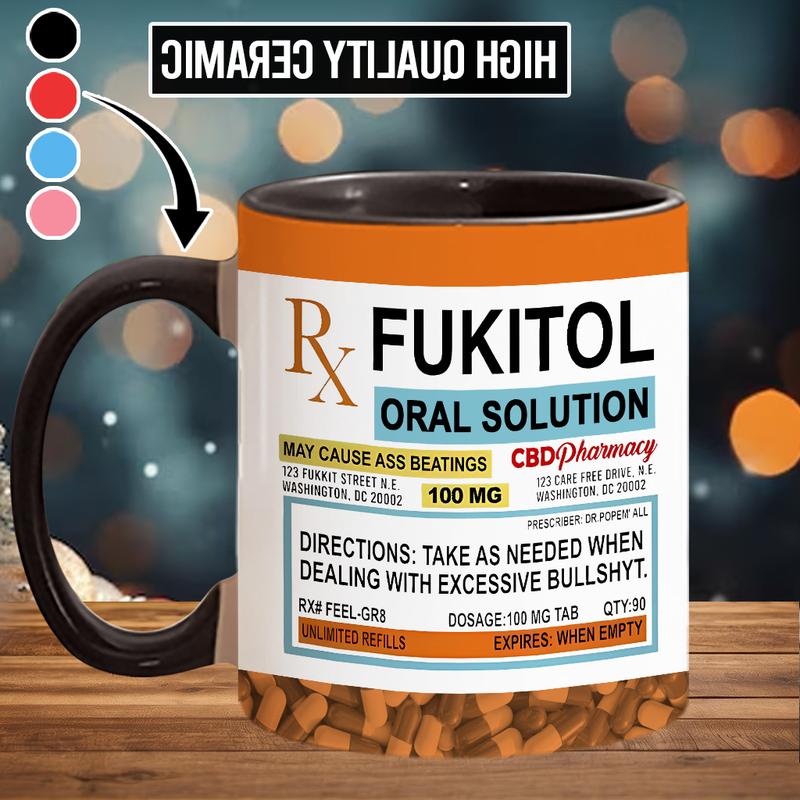 HIGH QUALITY CERAMIC
Rx
FUKITOL
ORAL SOLUTION
MAY CAUSE ASS BEATINGS
CBD Pharmacy
123 FUKKIT STREET N.E.
WASHINGTON, DC 20002
100 MG
123 CARE FREE DRIVE, N.E.
WASHINGTON, DC 20002
PRESCRIBER: DR.POPEM' ALL
DIRECTIONS: TAKE AS NEEDED WHEN
DEALING WITH EXCESSIVE BULLSHYT.
RX# FEEL-GR8 DOSAGE:100 MG TAB QTY:90
UNLIMITED REFILLS EXPIRES: WHEN EMPTY